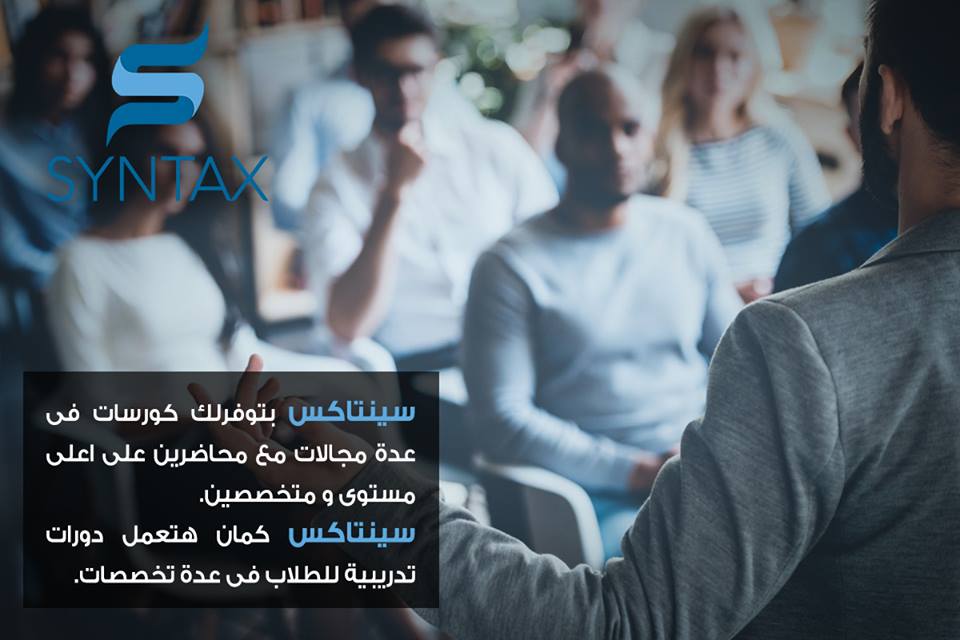 SYNTAX
سينتاكس بتوفرلك كورسات فى
عدة مجالات مع محاضرين على اعلى
مستوى و متخصصين.
سينتاكس كمان هتعمل دورات
تدريبية للطلاب فى عدة تخصصات.